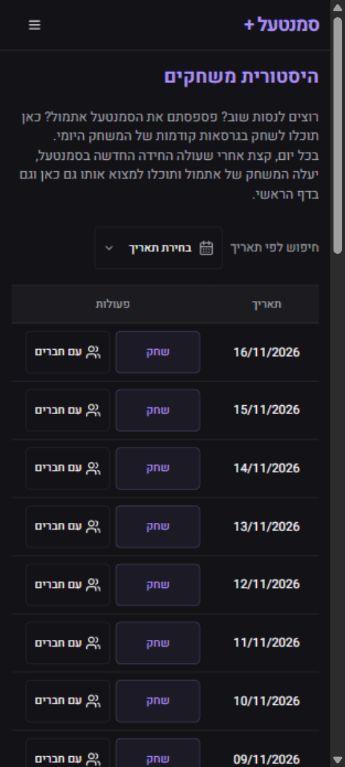 סמנטעל +
היסטורית משחקים
רוצים לנסות שוב? פספסתם את הסמנטעל אתמול? כאן
תוכלו לשחק בגרסאות קודמות של המשחק היומי.
בכל יום, קצת אחרי שעולה החידה החדשה בסמנטעל,
יעלה המשחק של אתמול ותוכלו למצוא אותו גם כאן וגם
בדף הראשי.
חיפוש לפי תאריך בחירת תאריך
תאריך פעולות
16/11/2026 שחק עם חברים
15/11/2026 שחק עם חברים
14/11/2026 שחק עם חברים
13/11/2026 שחק עם חברים
12/11/2026 שחק עם חברים
11/11/2026 שחק עם חברים
10/11/2026 שחק עם חברים
09/11/2026 שחק עם חברים